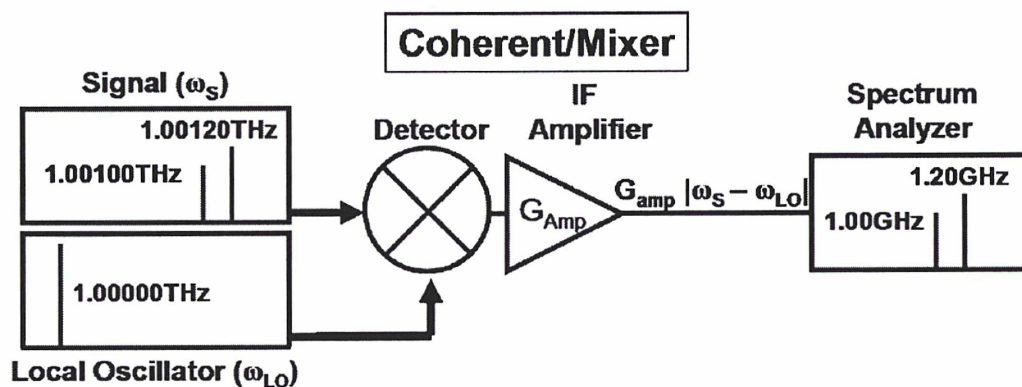 Coherent/Mixer
Signal (ωS)
1.00120THz
1.00100THz
Detector
IF
Amplifier
GAmp
Gamp |ωS – ωLO|
Spectrum
Analyzer
1.20GHz
1.00GHz
1.00000THz
Local Oscillator (ωLO)